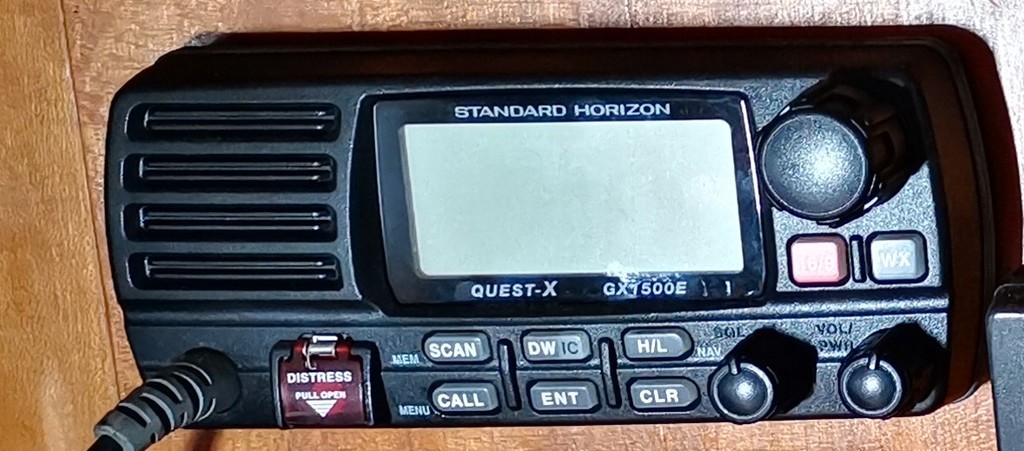 STANDARD HORIZON
QUEST-X GX1500E
16/9 WX
SQL VOL/
PWR
MEM SCAN DW IC H/L NAV
DISTRESS
PULL OPEN
MENU CALL ENT CLR